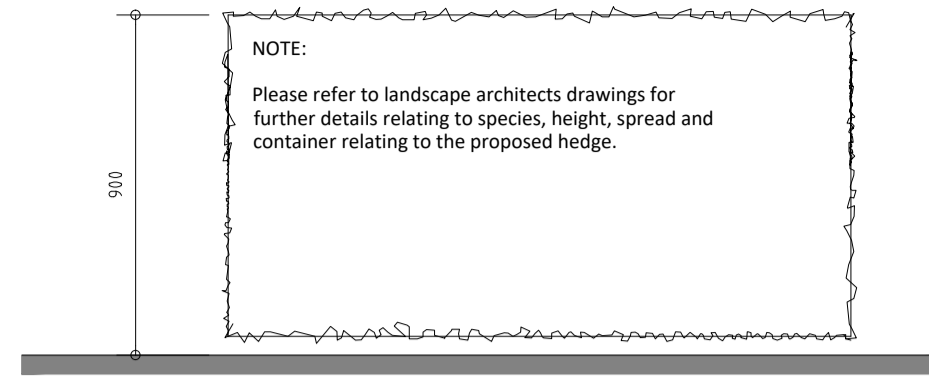 NOTE:
Please refer to landscape architects drawings for
further details relating to species, height, spread and
container relating to the proposed hedge.
900